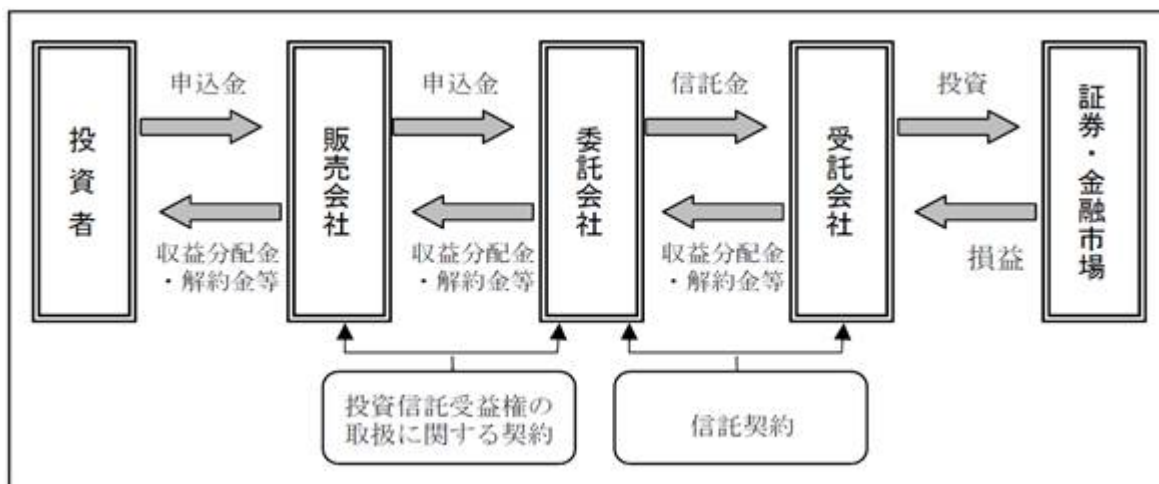 投資者
申込金
収益分配金
・解約金等
販売会社
申込金
収益分配金
・解約金等
委託会社
信託金
収益分配金
・解約金等
受託会社
投資
損益
証券・金融市場
投資信託受益権の
取扱に関する契約
信託契約